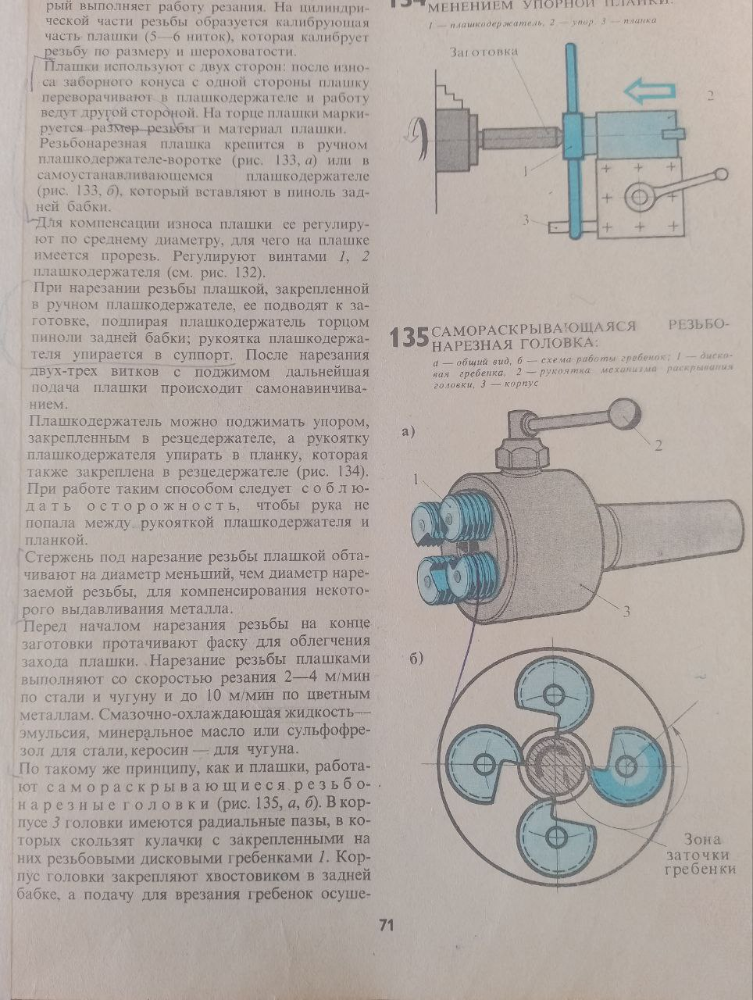 рый выполняет работу резания. На цилиндри-
ческой части резьбы образуется калибрующая
часть плашки (5—6 ниток), которая калибрует
резьбу по размеру и шероховатости.
Плашки используют с двух сторон: после изно-
са заборного конуса с одной стороны плашку
переворачивают в плашкодержателе и работу
ведут другой стороной. На торце плашки марки-
руется размер резьбы и материал плашки.
Резьбонарезная плашка крепится в ручном
плашкодержателе-воротке (рис. 133, а) или в
самоустанавливающемся плашкодержателе
(рис. 133, б), который вставляют в пиноль зад-
ней бабки.
Для компенсации износа плашки ее регулиру-
ют по среднему диаметру, для чего на плашке
имеется прорезь. Регулируют винтами 1, 2
плашкодержателя (см. рис. 132).
При нарезании резьбы плашкой, закрепленной
в ручном плашкодержателе, ее подводят к за-
готовке, подпирая плашкодержатель торцом
пиноли задней бабки; рукоятка плашкодержа-
теля упирается в суппорт. После нарезания
двух-трех витков с поджимом дальнейшая
подача плашки происходит самонавинчива-
нием.
Плашкодержатель можно поджимать упором,
закрепленным в резцедержателе, а рукоятку
плашкодержателя упирать в планку, которая
также закреплена в резцедержателе (рис. 134).
При работе таким способом следует соблю-
дать осторожность, чтобы рука не
попала между рукояткой плашкодержателя и
планкой.
Стержень под нарезание резьбы плашкой обта-
чивают на диаметр меньший, чем диаметр наре-
заемой резьбы, для компенсирования некото-
рого выдавливания металла.
Перед началом нарезания резьбы на конце
заготовки протачивают фаску для облегчения
захода плашки. Нарезание резьбы плашками
выполняют со скоростью резания 2—4 м/мин
по стали и чугуну и до 10 м/мин по цветным
металлам. Смазочно-охлаждающая жидкость—
эмульсия, минеральное масло или сульфофре-
зол для стали, керосин — для чугуна.
По такому же принципу, как и плашки, работа-
ют самораскрывающиеся резьбо-
нарезные головки (рис. 135, а, б). В кор-
пусе 3 головки имеются радиальные пазы, в ко-
торых скользят кулачки с закрепленными на
них резьбовыми дисковыми гребенками 1. Кор-
пус головки закрепляют хвостовиком в задней
бабке, а подачу для врезания гребенок осуше-
134
МЕНЕНИЕМ УПОРНОЙ ПЛАНКИ:
1 — плашкодержатель, 2 — упор, 3 — планка
Заготовка
2
1
3
135 САМОРАСКРЫВАЮЩАЯСЯ РЕЗЬБО-
НАРЕЗНАЯ ГОЛОВКА:
а — общий вид, б — схема работы гребенок; 1 — диско-
вая гребенка, 2 — рукоятка механизма раскрывания
головки, 3 — корпус
а)
2
1
3
б)
Зона
заточки
гребенки
71